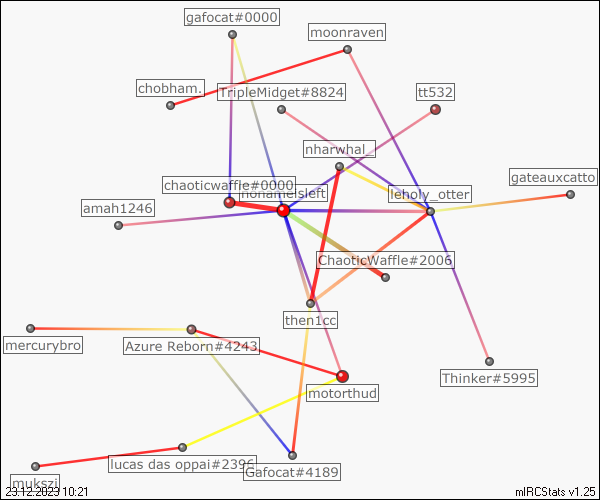 gafocat#0000
moonraven
chobham.
TripleMidget#8824
tt532
nharwhal_
chaoticwaffle#0000
nonameisleft
leholy_otter
gateauxcatto
amah1246
ChaoticWaffle#2006
then1cc
mercurybro
Azure Reborn#4243
Thinker#5995
motorthud
lucas das oppai#2396
Gafocat#4189
mukszi
23.12.2023 10:21
mIRCStats v1.25